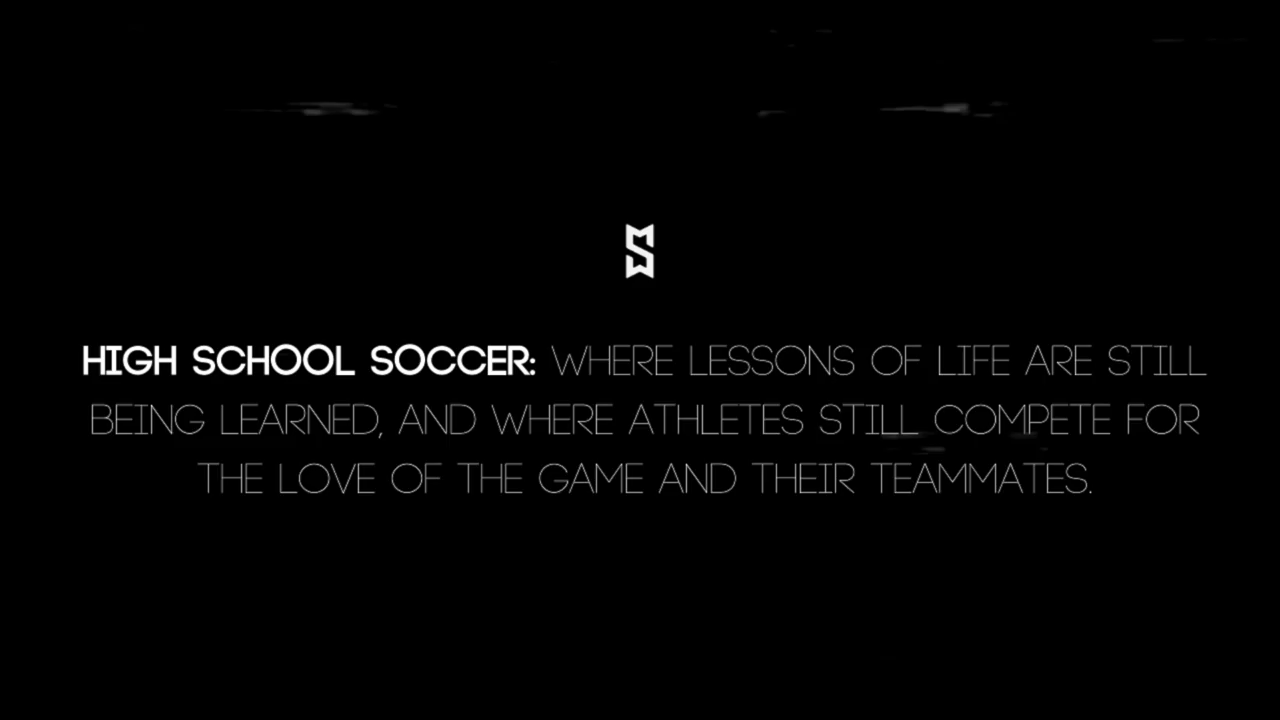 S
HIGH SCHOOL SOCCER: WHERE LESSONS OF LIFE ARE STILL
BEING LEARNED, AND WHERE ATHLETES STILL COMPETE FOR
THE LOVE OF THE GAME AND THEIR TEAMMATES.